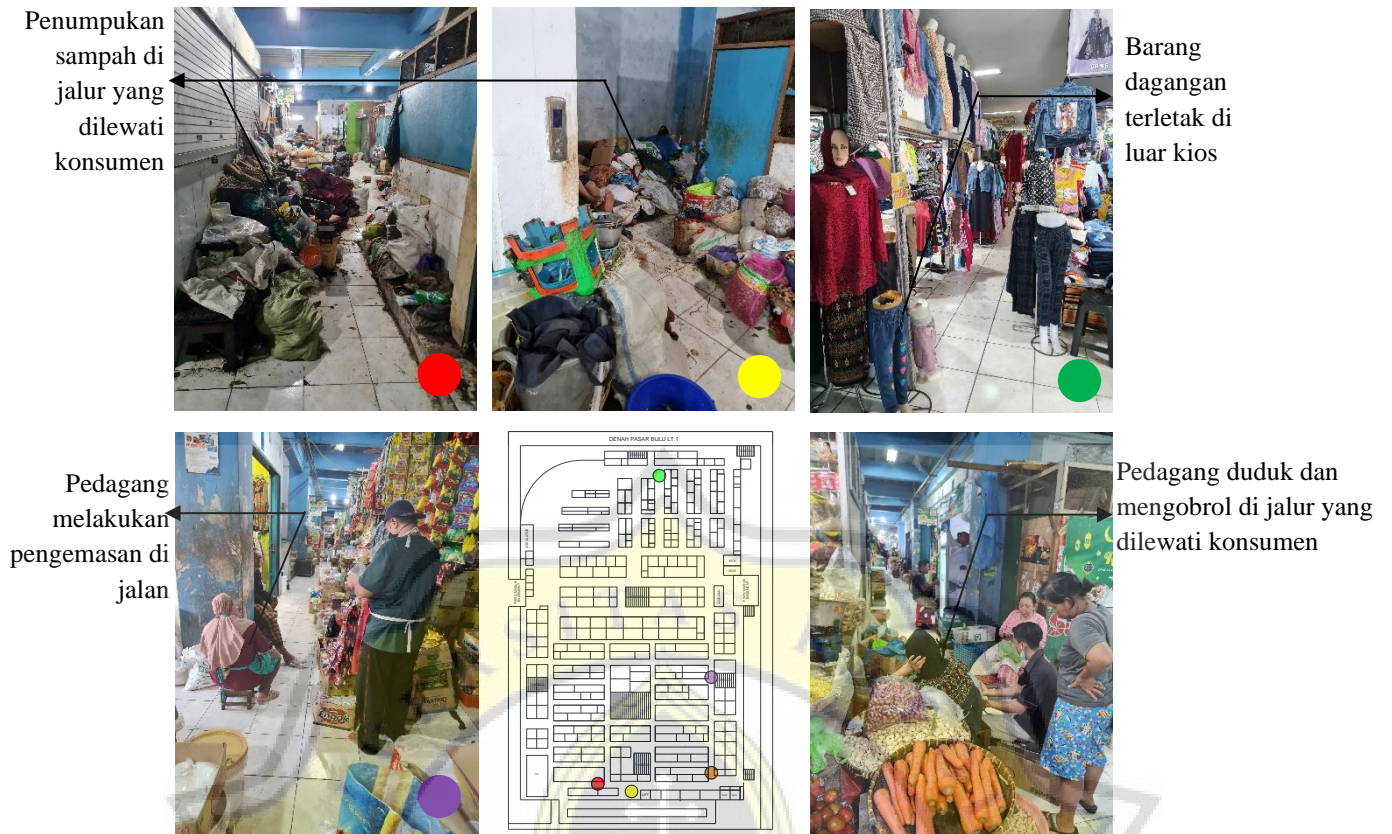 Penumpukan
sampah di
jalur yang
dilewati
konsumen
Barang
dagangan
terletak di
luar kios
Pedagang
melakukan
pengemasan di
jalan
DENAH PASAR BULU LT.1
Pedagang duduk dan
mengobrol di jalur yang
dilewati konsumen